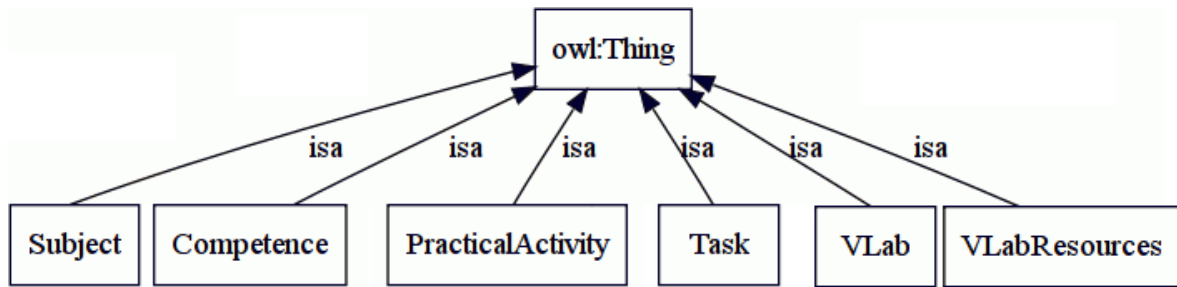 owl:Thing
isa isa isa isa isa isa
Subject Competence PracticalActivity Task VLab VLabResources